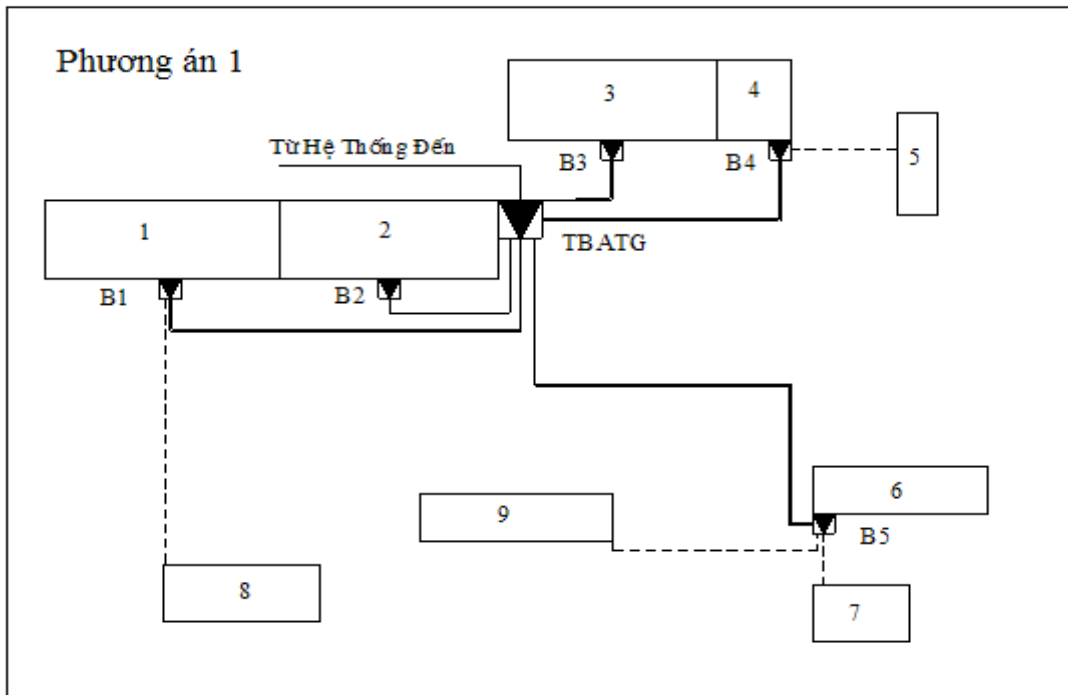 Phương án 1
3
4
5
Từ Hệ Thống Đến
B3
B4
1
2
TBATG
B1
B2
6
9
B5
8
7